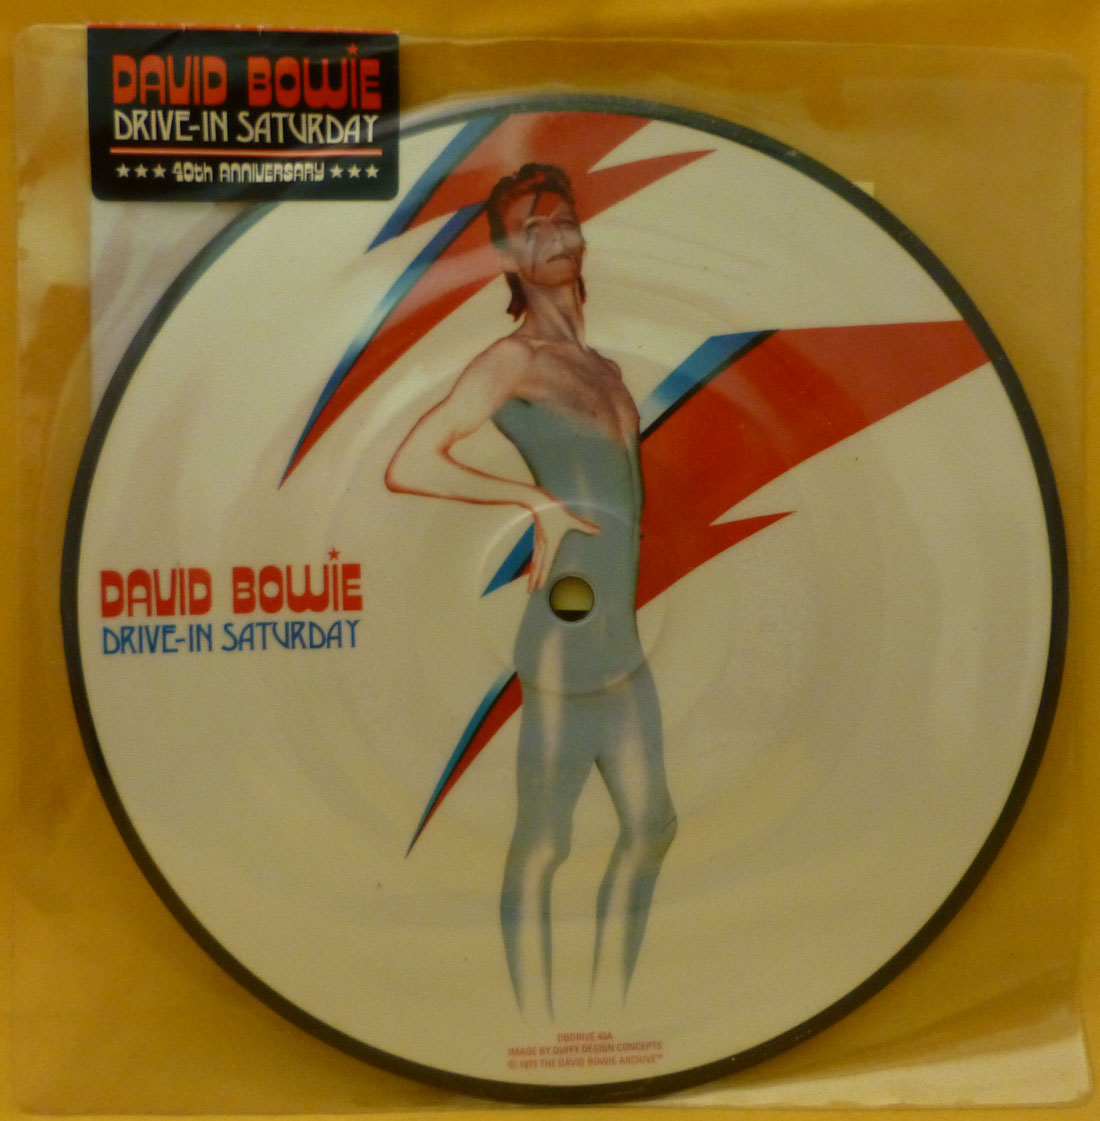 DAVID BOWIE
DRIVE-IN SATURDAY
★★★ 40th ANNIVERSARY ★★★
DAVID BOWIE
DRIVE-IN SATURDAY
DBDRIVE 40A
IMAGE BY DUFFY DESIGN CONCEPTS
© 1973 THE DAVID BOWIE ARCHIVE™